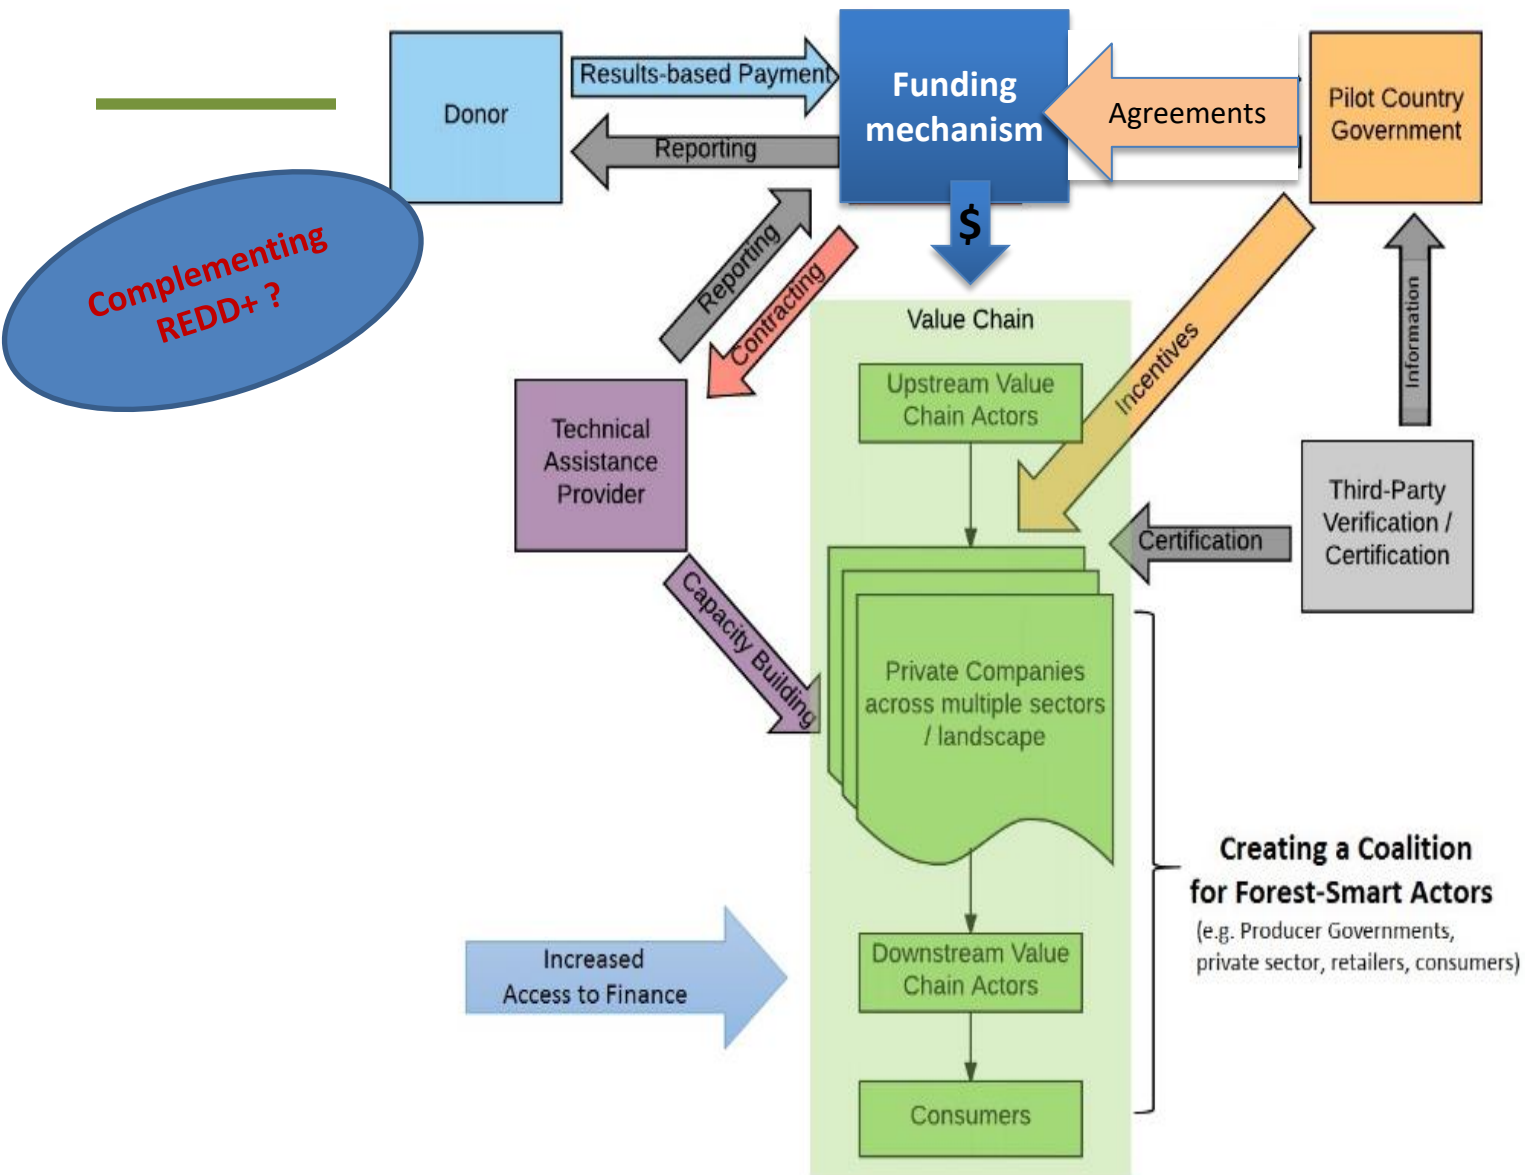 Donor
Results-based Payment
Reporting
Funding
mechanism
Agreements
Pilot Country
Government
Complementing
REDD+ ?
$
Reporting
Contracting
Incentives
Information
Value Chain
Upstream Value
Chain Actors
Technical
Assistance
Provider
Third-Party
Verification /
Certification
Certification
Capacity Building
Private Companies
across multiple sectors
/ landscape
Creating a Coalition
for Forest-Smart Actors
(e.g. Producer Governments,
private sector, retailers, consumers)
Increased
Access to Finance
Downstream Value
Chain Actors
Consumers